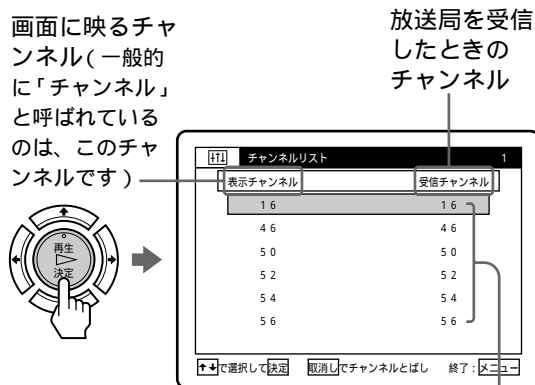 画面に映るチャ
ンネル(一般的
に「チャンネル」
と呼ばれている
のは、このチャ
ンネルです)
放送局を受信
したときの
チャンネル
チャンネルリスト 1
表示チャンネル 受信チャンネル
16 16
46 46
50 50
52 52
54 54
56 56
再生
決定
↑↓で選択して決定 取消しでチャンネルとばし 終了:メニュー